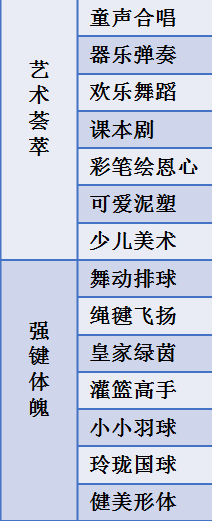 艺术荟萃
童声合唱
器乐弹奏
欢乐舞蹈
课本剧
彩笔绘恩心
可爱泥塑
少儿美术
强键体魄
舞动排球
绳毽飞扬
皇家绿茵
灌篮高手
小小羽球
玲珑国球
健美形体